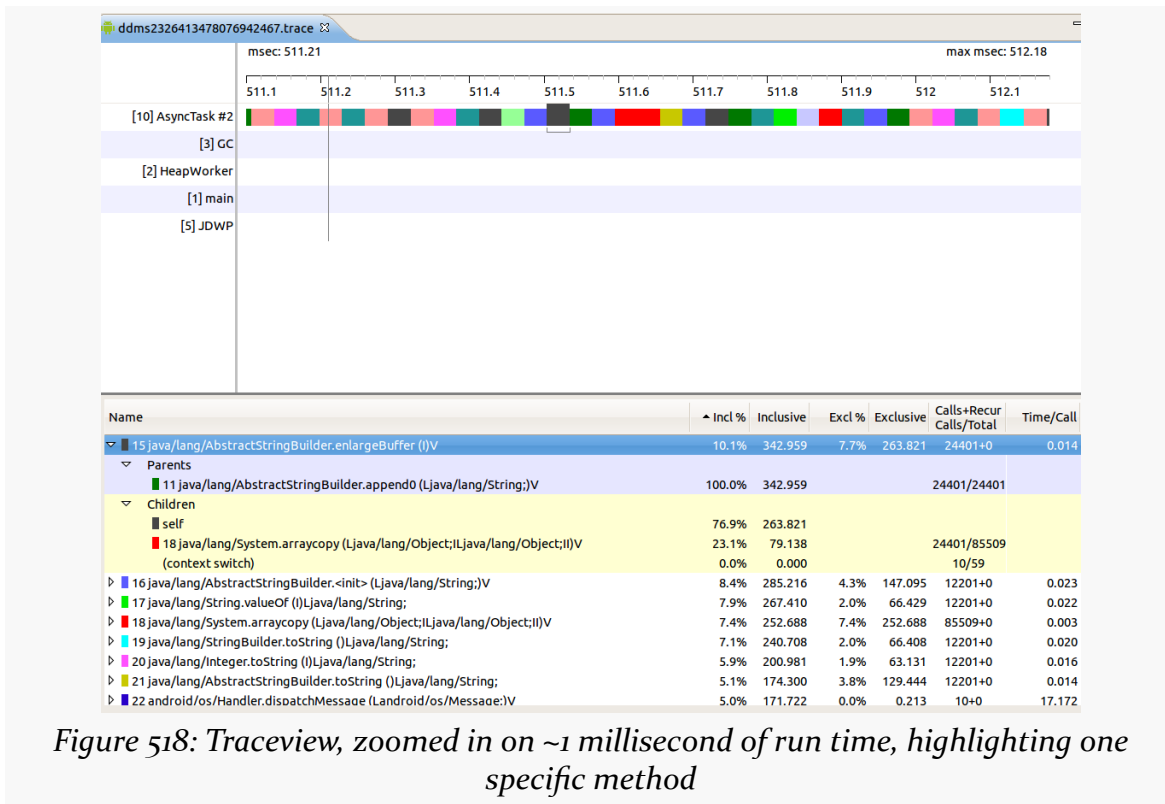 ddms2326413478076942467.trace
msec: 511.21 max msec: 512.18
511.1 511.2 511.3 511.4 511.5 511.6 511.7 511.8 511.9 512 512.1
[10] AsyncTask #2
[3] GC
[2] HeapWorker
[1] main
[5] JDWP
Name Incl % Inclusive Excl % Exclusive Calls+Recur Calls/Total Time/Call
15 java/lang/AbstractStringBuilder.enlargeBuffer (I)V 10.1% 342.959 7.7% 263.821 24401+0 0.014
Parents
11 java/lang/AbstractStringBuilder.append0 (Ljava/lang/String;)V 100.0% 342.959 24401/24401
Children
self 76.9% 263.821
18 java/lang/System.arraycopy (Ljava/lang/Object;ILjava/lang/Object;II)V 23.1% 79.138 24401/85509
(context switch) 0.0% 0.000 10/59
16 java/lang/AbstractStringBuilder.<init> (Ljava/lang/String;)V 8.4% 285.216 4.3% 147.095 12201+0 0.023
17 java/lang/String.valueOf (I)Ljava/lang/String; 7.9% 267.410 2.0% 66.429 12201+0 0.022
18 java/lang/System.arraycopy (Ljava/lang/Object;ILjava/lang/Object;II)V 7.4% 252.688 7.4% 252.688 85509+0 0.003
19 java/lang/StringBuilder.toString ()Ljava/lang/String; 7.1% 240.708 2.0% 66.408 12201+0 0.020
20 java/lang/Integer.toString (I)Ljava/lang/String; 5.9% 200.981 1.9% 63.131 12201+0 0.016
21 java/lang/AbstractStringBuilder.toString ()Ljava/lang/String; 5.1% 174.300 3.8% 129.444 12201+0 0.014
22 android/os/Handler.dispatchMessage (Landroid/os/Message;)V 5.0% 171.722 0.0% 0.213 10+0 17.172
Figure 518: Traceview, zoomed in on ~1 millisecond of run time, highlighting one
specific method